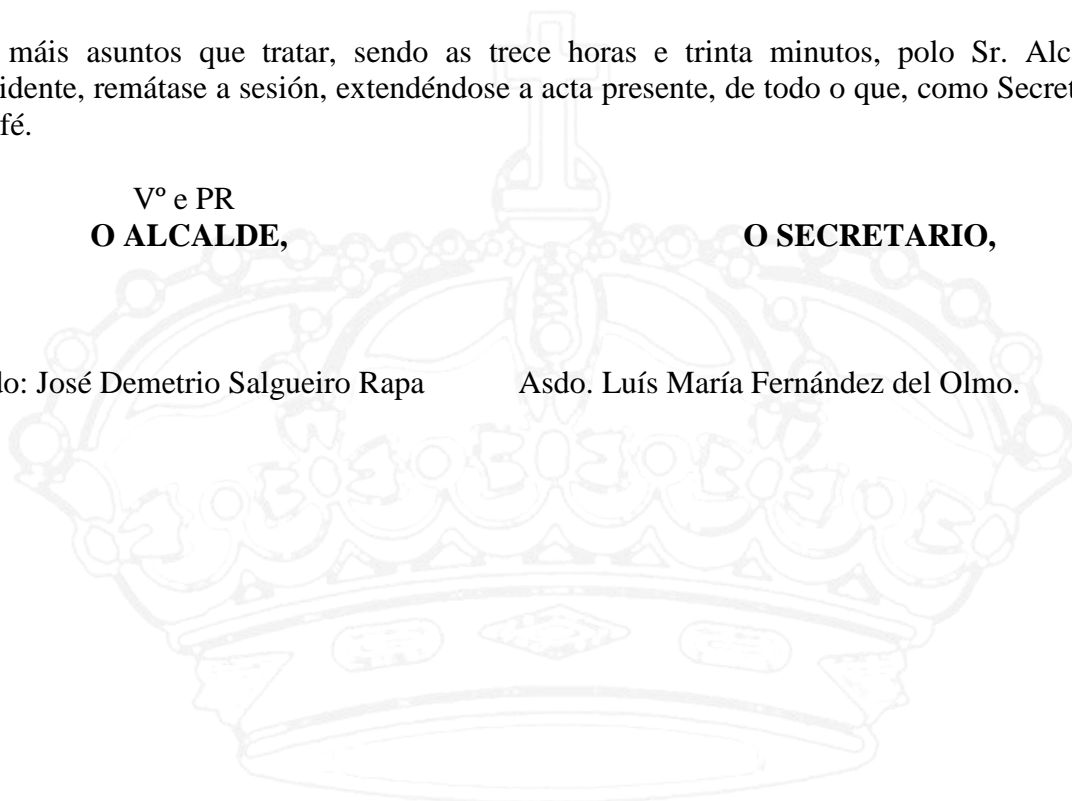 máis asuntos que tratar, sendo as trece horas e trinta minutos, polo Sr. Alc
idente, remátase a sesión, extendéndose a acta presente, de todo o que, como Secret
fé.
Vº e PR
O ALCALDE, O SECRETARIO,
do: José Demetrio Salgueiro Rapa Asdo. Luís María Fernández del Olmo.